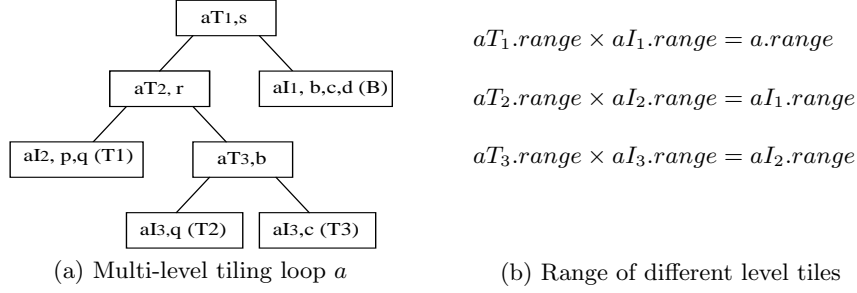 aT1,s
aT2, r
aI1, b,c,d (B)
aI2, p,q (T1)
aT3,b
aI3,q (T2)
aI3,c (T3)
(a) Multi-level tiling loop a
aT₁.range × aI₁.range = a.range
aT₂.range × aI₂.range = aI₁.range
aT₃.range × aI₃.range = aI₂.range
(b) Range of different level tiles